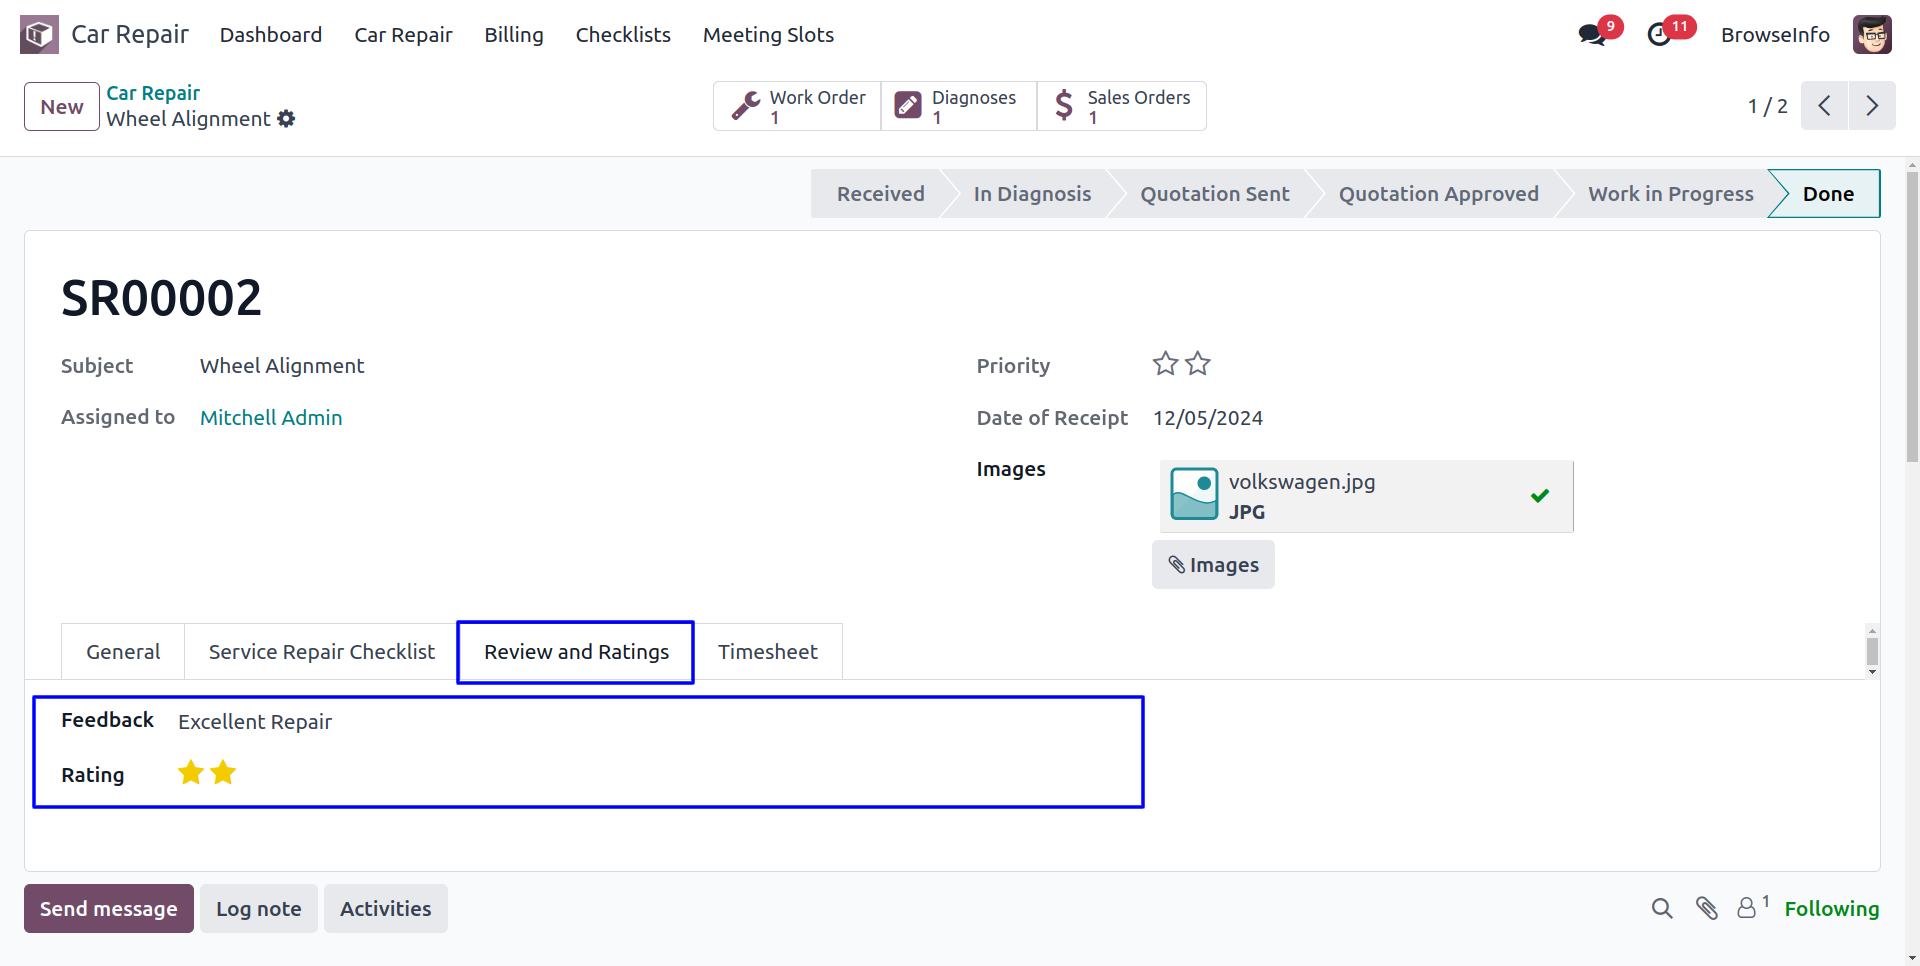 Car Repair Dashboard Car Repair Billing Checklists Meeting Slots 9 11 BrowseInfo
New Car Repair
Wheel Alignment
Work Order 1
Diagnoses 1
Sales Orders 1
1 / 2
Received In Diagnosis Quotation Sent Quotation Approved Work in Progress Done
SR00002
Subject Wheel Alignment
Priority
Assigned to Mitchell Admin
Date of Receipt 12/05/2024
Images volkswagen.jpg
JPG
Images
General Service Repair Checklist Review and Ratings Timesheet
Feedback Excellent Repair
Rating
Send message Log note Activities 1 Following